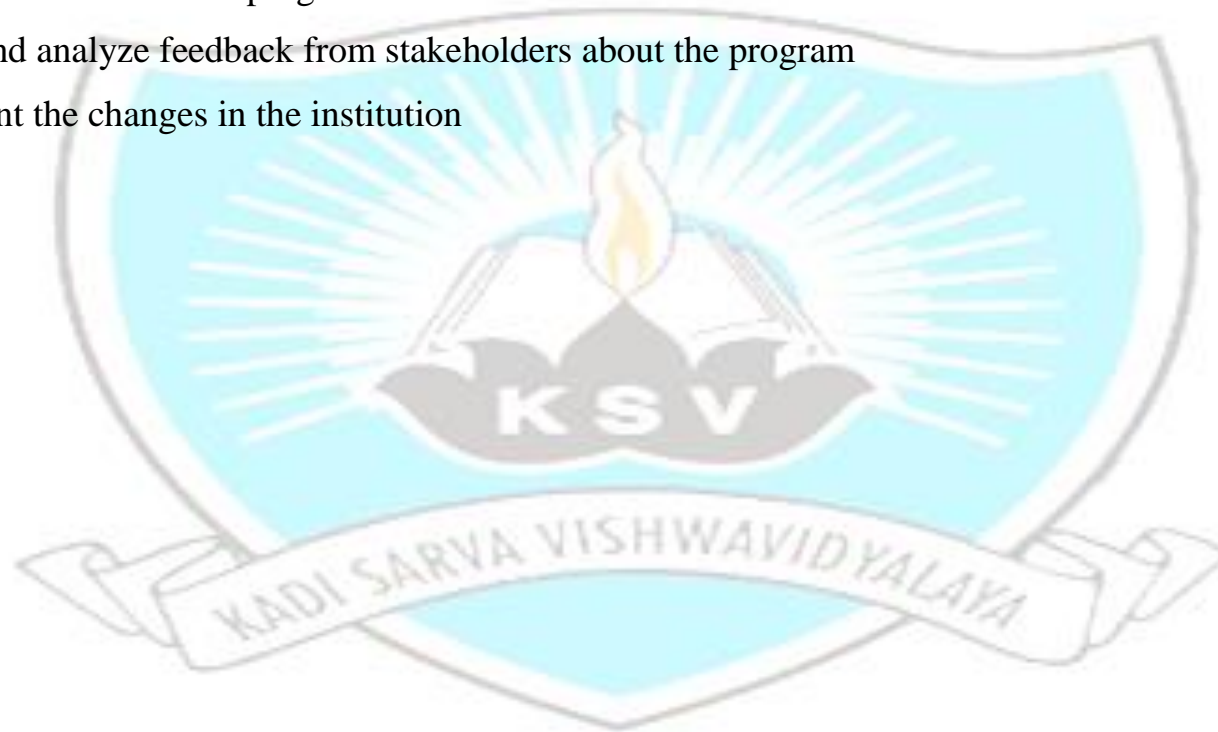 nd analyze feedback from stakeholders about the program
nt the changes in the institution
KSV
KADI SARVA VISHWAVIDYALAYA